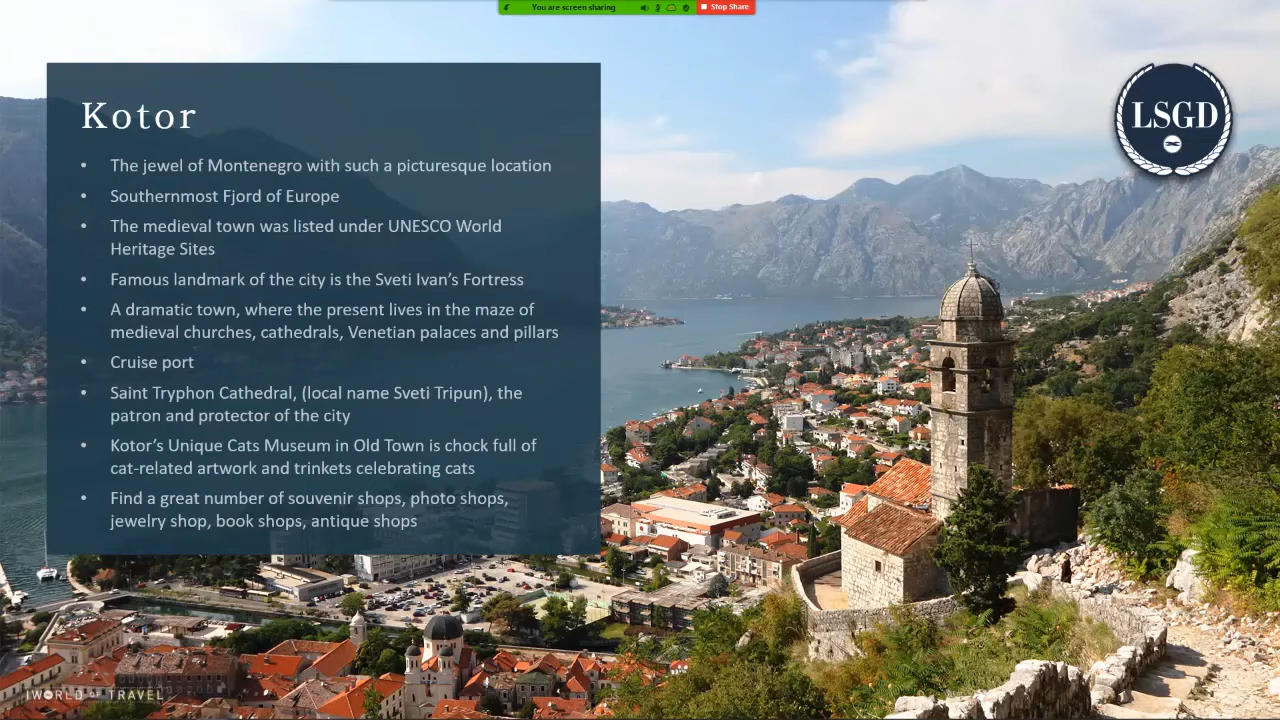 You are screen sharing
Stop Share
Kotor
LSGD
• The jewel of Montenegro with such a picturesque location
• Southernmost Fjord of Europe
• The medieval town was listed under UNESCO World
Heritage Sites
• Famous landmark of the city is the Sveti Ivan’s Fortress
• A dramatic town, where the present lives in the maze of
medieval churches, cathedrals, Venetian palaces and pillars
• Cruise port
• Saint Tryphon Cathedral, (local name Sveti Tripun), the
patron and protector of the city
• Kotor’s Unique Cats Museum in Old Town is chock full of
cat-related artwork and trinkets celebrating cats
• Find a great number of souvenir shops, photo shops,
jewelry shop, book shops, antique shops
IWORLD OF TRAVEL